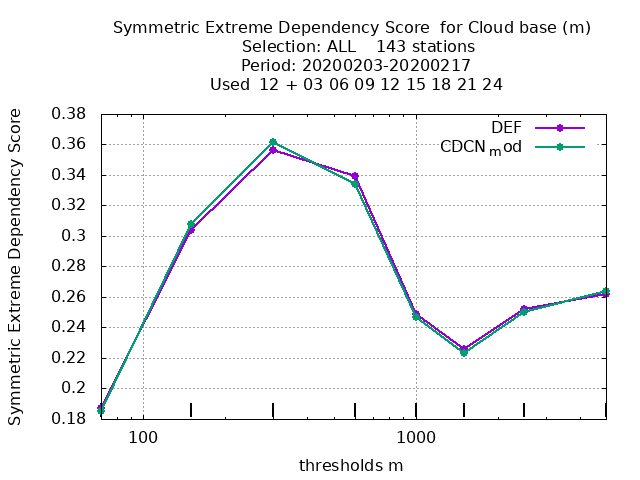 Symmetric Extreme Dependency Score  for Cloud base (m)
Selection: ALL    143 stations
Period: 20200203-20200217
Used  12 + 03 06 09 12 15 18 21 24
Symmetric Extreme Dependency Score
0.38
0.36
0.34
0.32
0.3
0.28
0.26
0.24
0.22
0.2
0.18
DEF
CDCNmod
100
1000
thresholds m